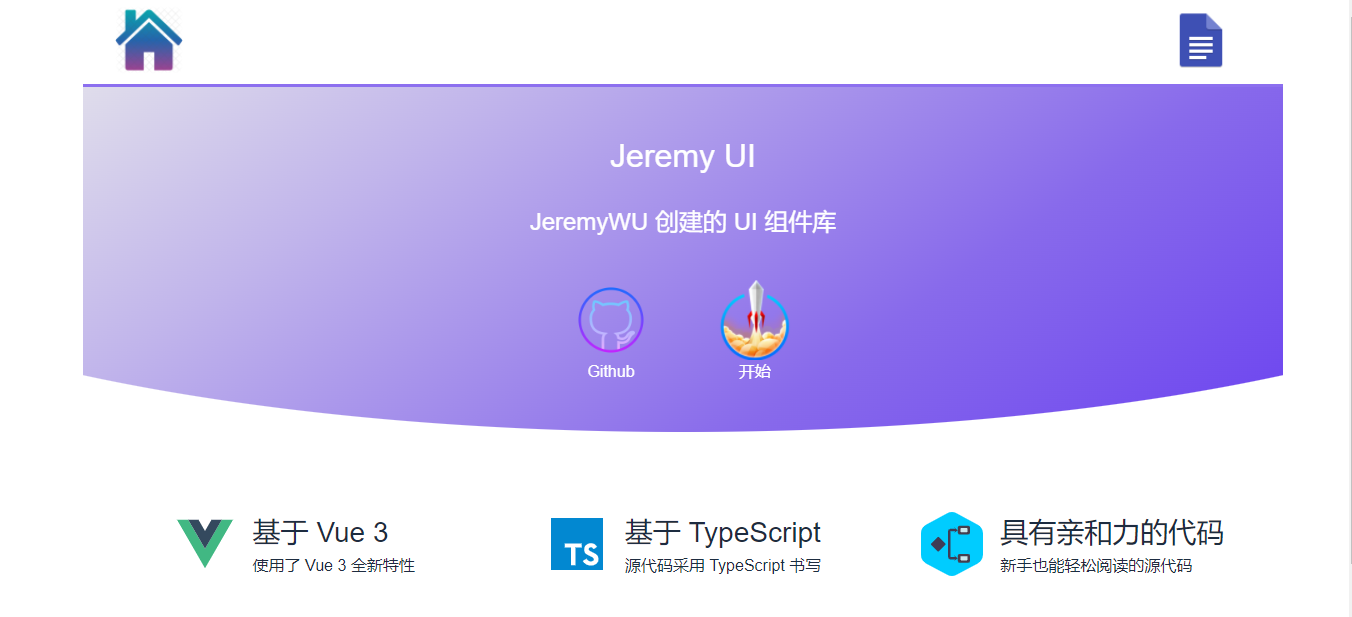 Jeremy UI
JeremyWU 创建的 UI 组件库
Github
开始
基于 Vue 3
使用了 Vue 3 全新特性
TS
基于 TypeScript
源代码采用 TypeScript 书写
具有亲和力的代码
新手也能轻松阅读的源代码